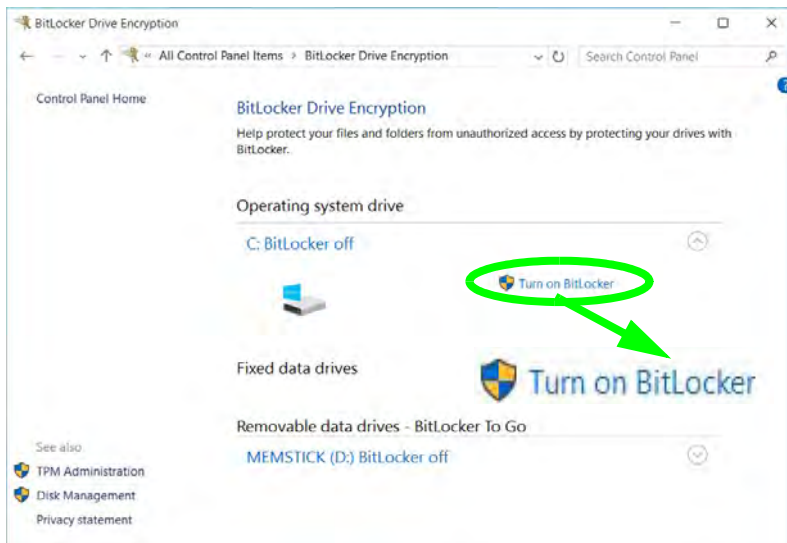 BitLocker Drive Encryption
« All Control Panel Items › BitLocker Drive Encryption
Search Control Panel
Control Panel Home
BitLocker Drive Encryption
Help protect your files and folders from unauthorized access by protecting your drives with
BitLocker.
Operating system drive
C: BitLocker off
Turn on BitLocker
Fixed data drives
Turn on BitLocker
Removable data drives - BitLocker To Go
MEMSTICK (D:) BitLocker off
See also
TPM Administration
Disk Management
Privacy statement